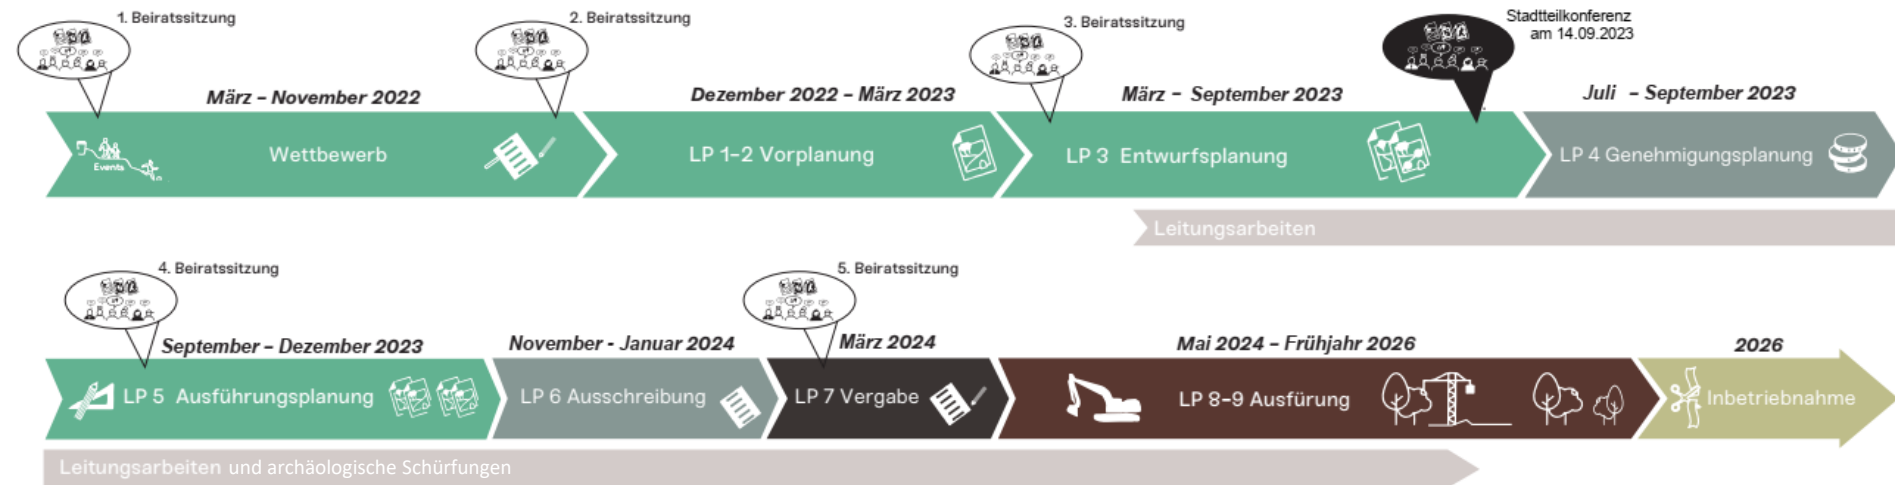 1. Beiratssitzung
2. Beiratssitzung
3. Beiratssitzung
Stadtteilkonferenz
am 14.09.2023
März – November 2022
Dezember 2022 – März 2023
März – September 2023
Juli – September 2023
Events
Wettbewerb
LP 1–2 Vorplanung
LP 3 Entwurfsplanung
LP 4 Genehmigungsplanung
Leitungsarbeiten
4. Beiratssitzung
5. Beiratssitzung
September – Dezember 2023
November - Januar 2024
März 2024
Mai 2024 – Frühjahr 2026
2026
LP 5 Ausführungsplanung
LP 6 Ausschreibung
LP 7 Vergabe
LP 8–9 Ausfürung
Inbetriebnahme
Leitungsarbeiten und archäologische Schürfungen